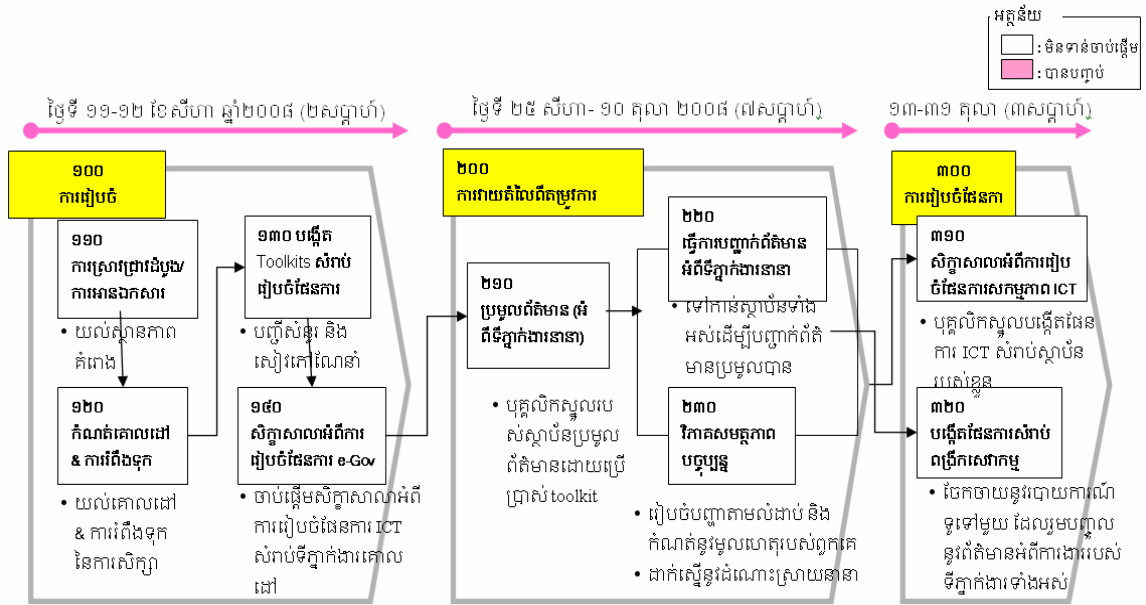 អត្ថន័យ
: មិនទាន់ចាប់ផ្ដើម
: បានបញ្ចប់
ថ្ងៃទី ១១-១២ ខែសីហា ឆ្នាំ២០០៨ (២សប្ដាហ៍)
១០០
ការរៀបចំ
១១០
ការស្រាវជ្រាវដំបូង/
ការអានឯកសារ
• យល់ស្ថានភាព
គំរោង
១២០
កំណត់គោលដៅ
& ការរំពឹងទុក
• យល់គោលដៅ
& ការរំពឹងទុក
នៃការសិក្សា
១៣០ បង្កើត
Toolkits សំរាប់
រៀបចំផែនការ
• បញ្ជីសំនួរ និង
សៀវភៅណែនាំ
១៤០
សិក្ខាសាលាអំពីការ
រៀបចំផែនការ e-Gov
• ចាប់ផ្ដើមសិក្ខាសាលាអំពី
ការរៀបចំផែនការ ICT
សំរាប់ទីភ្នាក់ងារគោល
ដៅ
ថ្ងៃទី ២៥ សីហា- ១០ តុលា ២០០៨ (៧សប្ដាហ៍)
២០០
ការវាយតំលៃពីតម្រូវការ
២១០
ប្រមូលព័ត៌មាន (អំ
ពីទីភ្នាក់ងារនានា)
• បុគ្គលិកស្នូលរប
ស់ស្ថាប័នប្រមូល
ព័ត៌មានដោយប្រើ
ប្រាស់ toolkit
២២០
ធ្វើការបញ្ជាក់ព័ត៌មាន
អំពីទីភ្នាក់ងារនានា
• ទៅកាន់ស្ថាប័នទាំង
អស់ដើម្បីបញ្ជាក់ព័ត៌
មានប្រមូលបាន
២៣០
វិភាគសមត្ថភាព
បច្ចុប្បន្ន
• រៀបចំបញ្ហាតាមលំដាប់ និង
កំណត់នូវមូលហេតុរបស់ពួកគេ
• ដាក់ស្នើនូវដំណោះស្រាយនានា
១៣-៣១ តុលា (៣សប្ដាហ៍)
៣០០
ការរៀបចំផែនកា
៣១០
សិក្ខាសាលាអំពីការរៀប
ចំផែនការសកម្មភាព ICT
• បុគ្គលិកស្នូលបង្កើតផែន
ការ ICT សំរាប់ស្ថាប័ន
របស់ខ្លួន
៣២០
បង្កើតផែនការសំរាប់
ពង្រីកសេវាកម្ម
• ចែកចាយនូវរបាយការណ៍
ទូទៅមួយ ដែលរួមបញ្ចូល
នូវព័ត៌មានអំពីការងាររបស់
ទីភ្នាក់ងារទាំងអស់